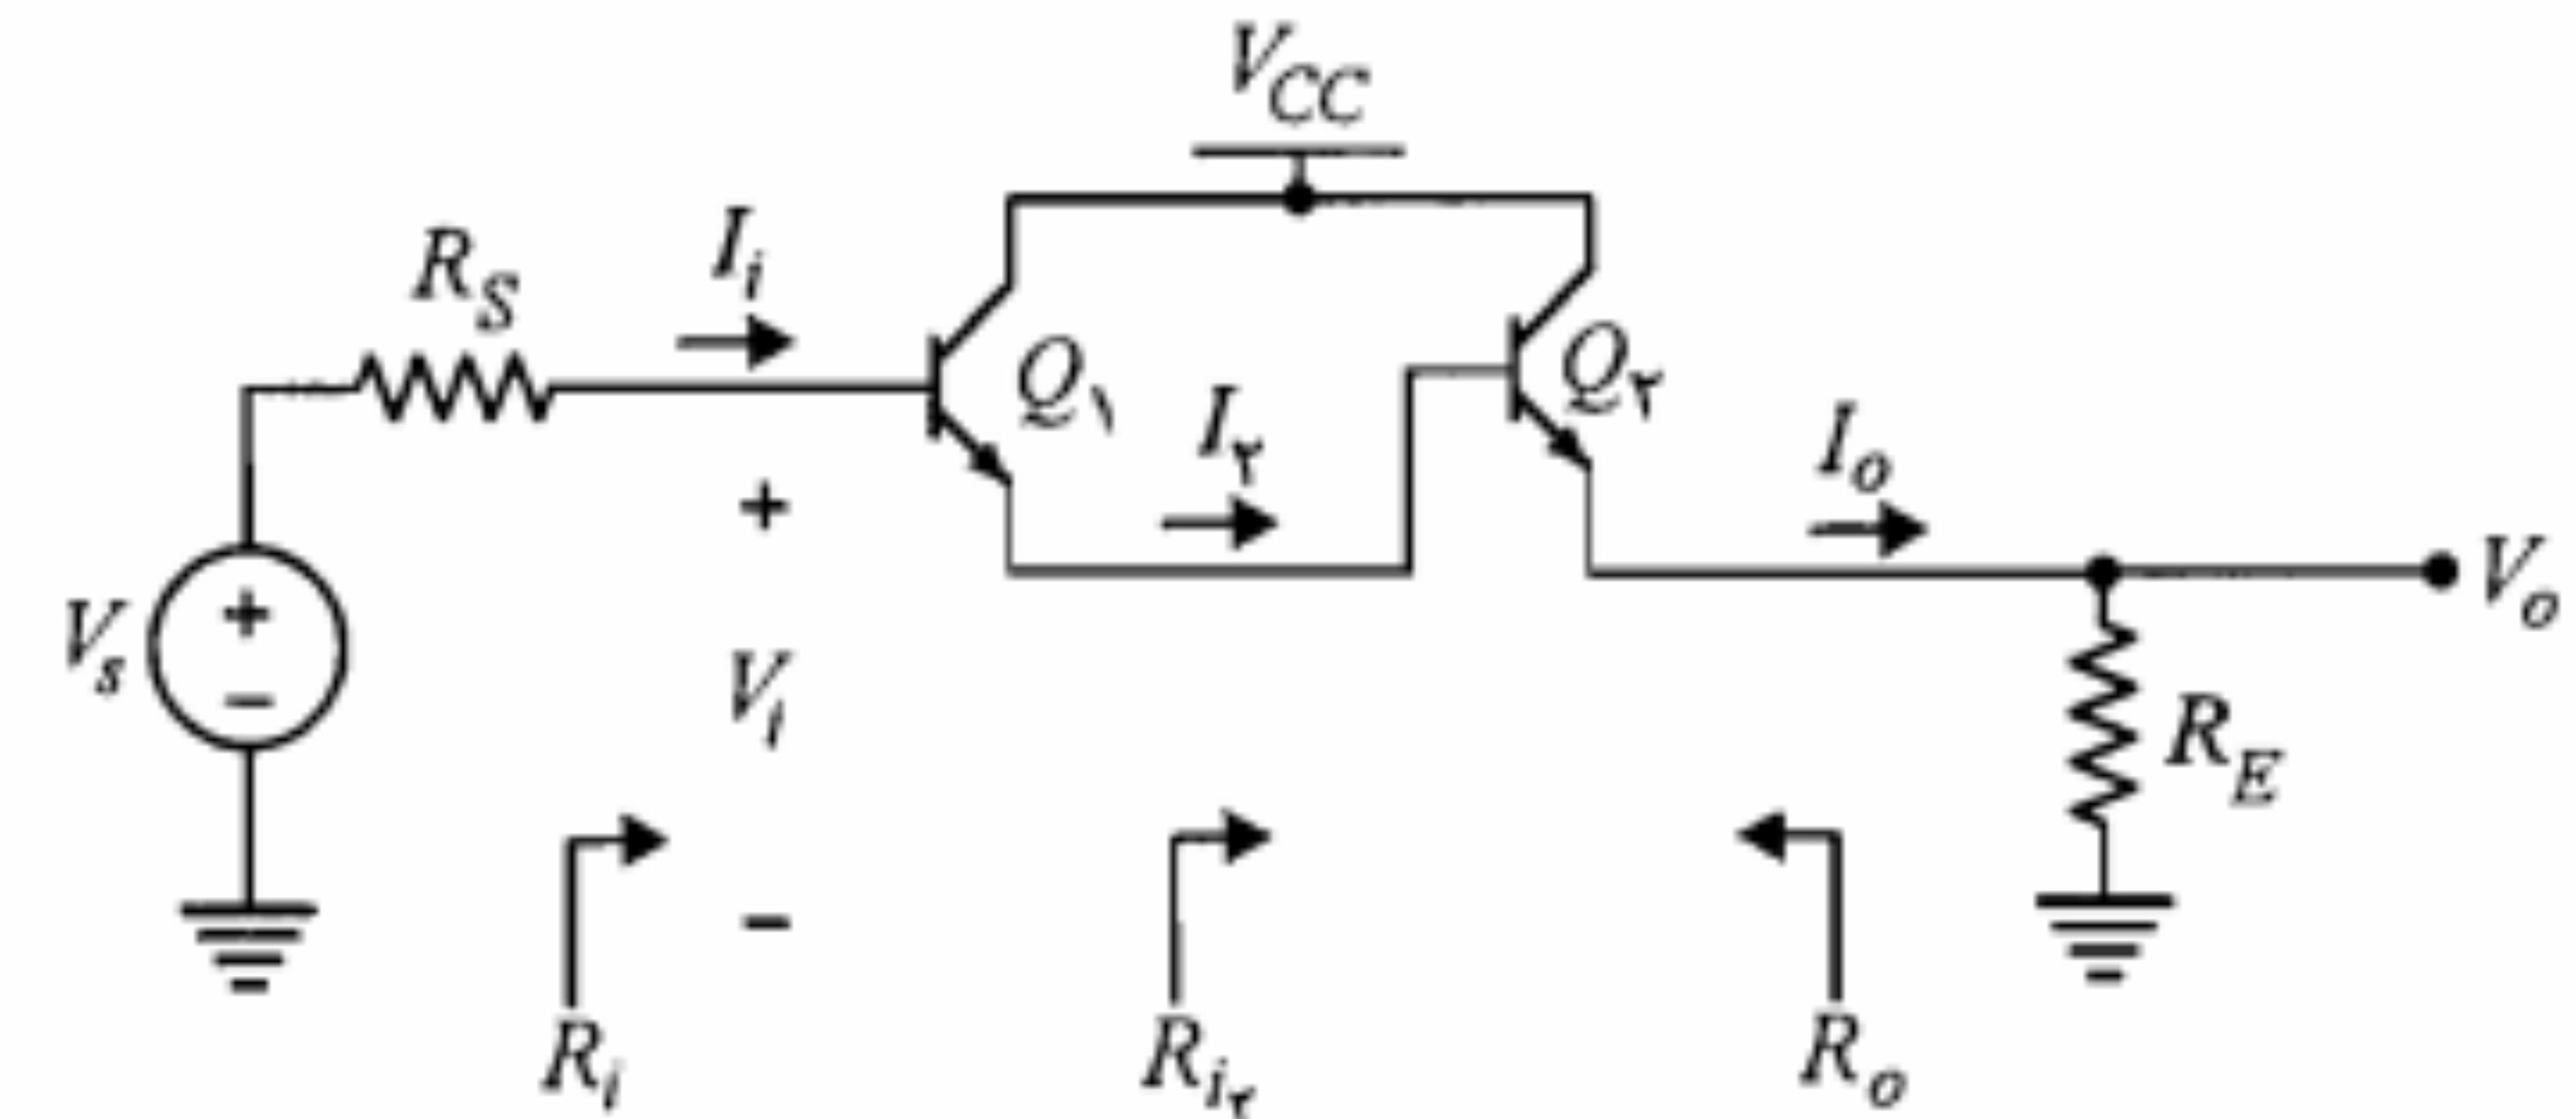 V_CC
R_S
I_i
Q_۱
I_۲
Q_۲
I_o
V_s
+
−
+
V_i
−
V_o
R_E
R_i
R_i۲
R_o